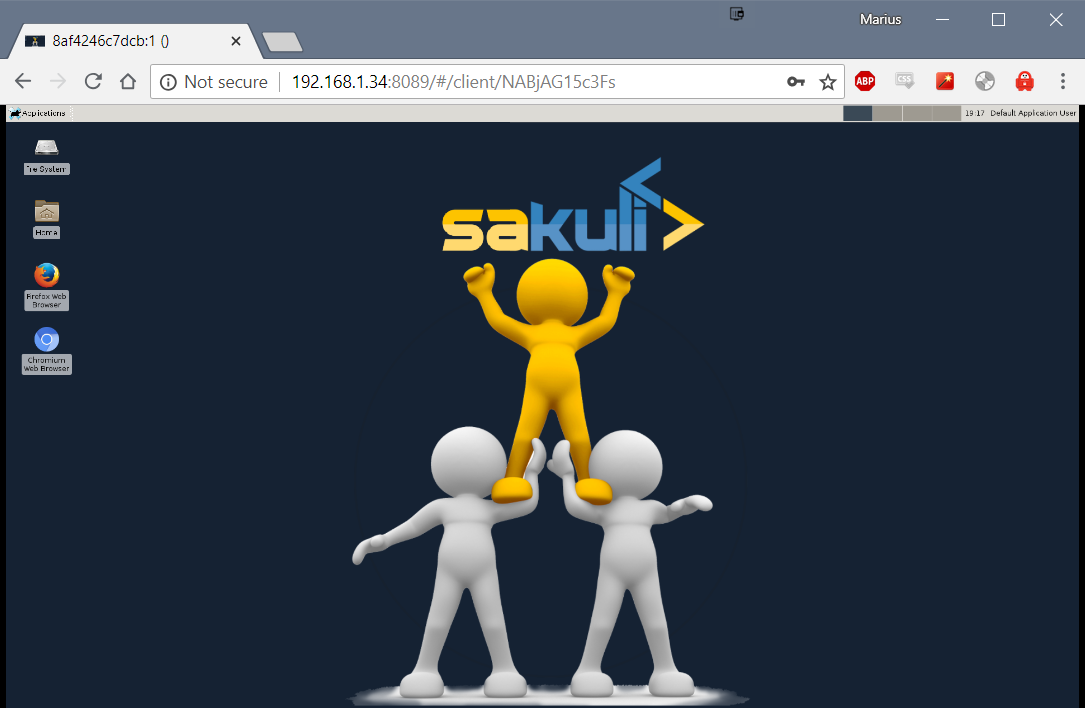 Marius
8af4246c7dcb:1 ()
Not secure
192.168.1.34:8089/#/client/NABjAG15c3Fs
ABP
CSS
Applications
19:17 Default Application User
File System
Home
Firefox Web
Browser
Chromium
Web Browser
sakuli